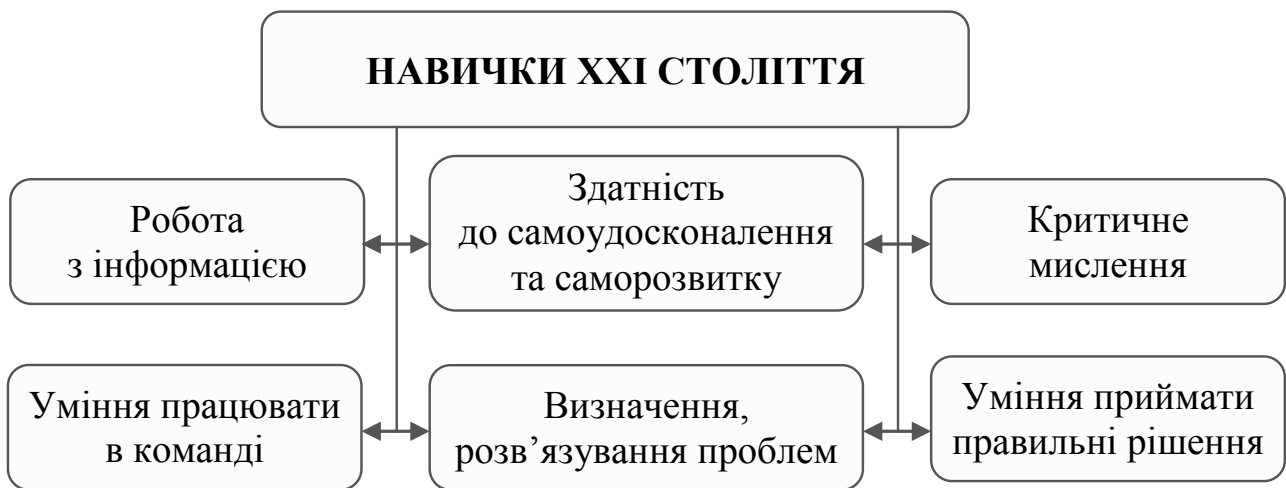 НАВИЧКИ ХХІ СТОЛІТТЯ
Робота
з інформацією
Здатність
до самоудосконалення
та саморозвитку
Критичне
мислення
Уміння працювати
в команді
Визначення,
розв’язування проблем
Уміння приймати
правильні рішення